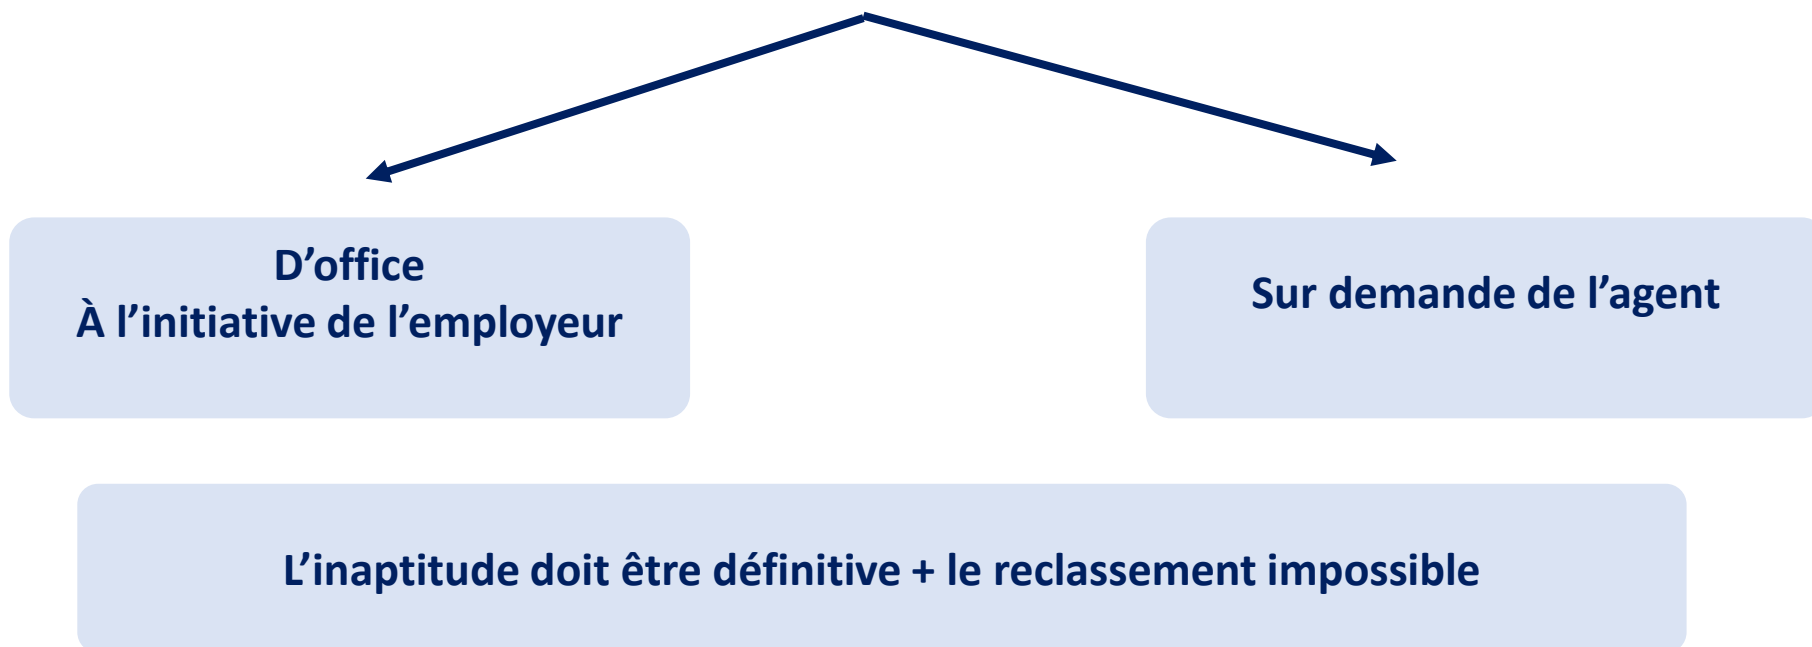 D’office
À l’initiative de l’employeur
Sur demande de l’agent
L’inaptitude doit être définitive + le reclassement impossible